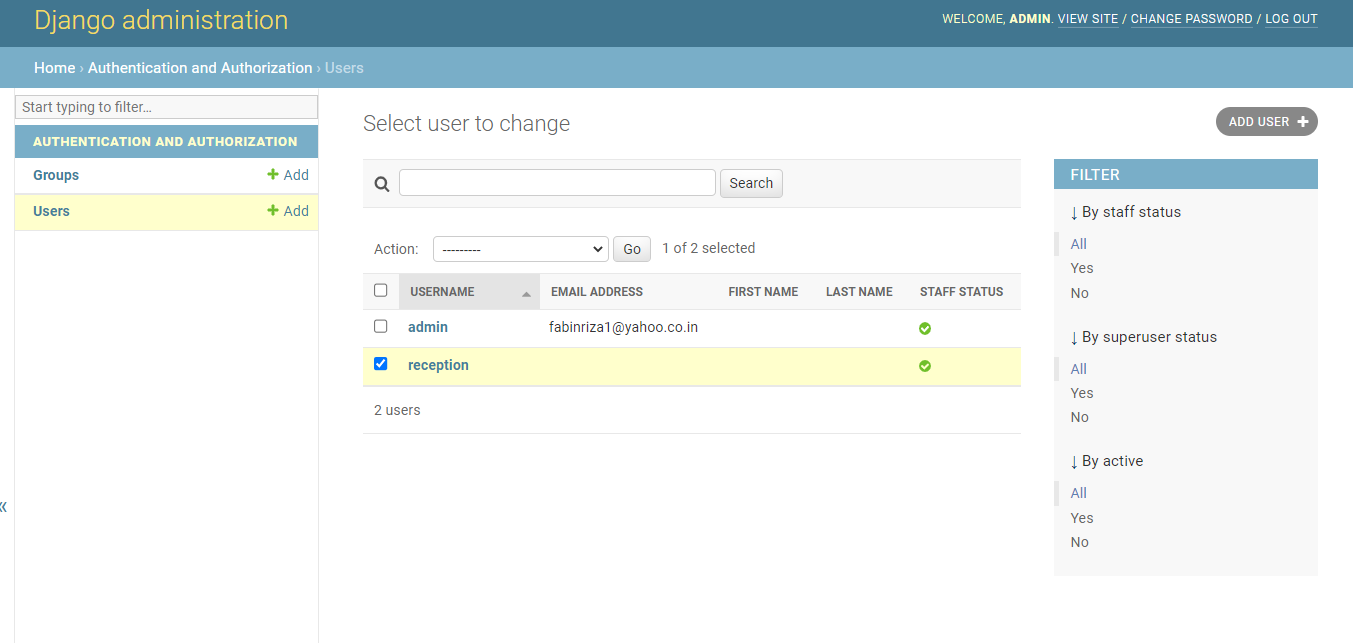 Django administration
WELCOME, ADMIN. VIEW SITE / CHANGE PASSWORD / LOG OUT
Home › Authentication and Authorization › Users
Start typing to filter...
AUTHENTICATION AND AUTHORIZATION
Groups + Add
Users + Add
«
Select user to change
ADD USER +
Search
Action: --------- Go 1 of 2 selected
USERNAME EMAIL ADDRESS FIRST NAME LAST NAME STAFF STATUS
admin fabinriza1@yahoo.co.in
reception
2 users
FILTER
↓ By staff status
All
Yes
No
↓ By superuser status
All
Yes
No
↓ By active
All
Yes
No